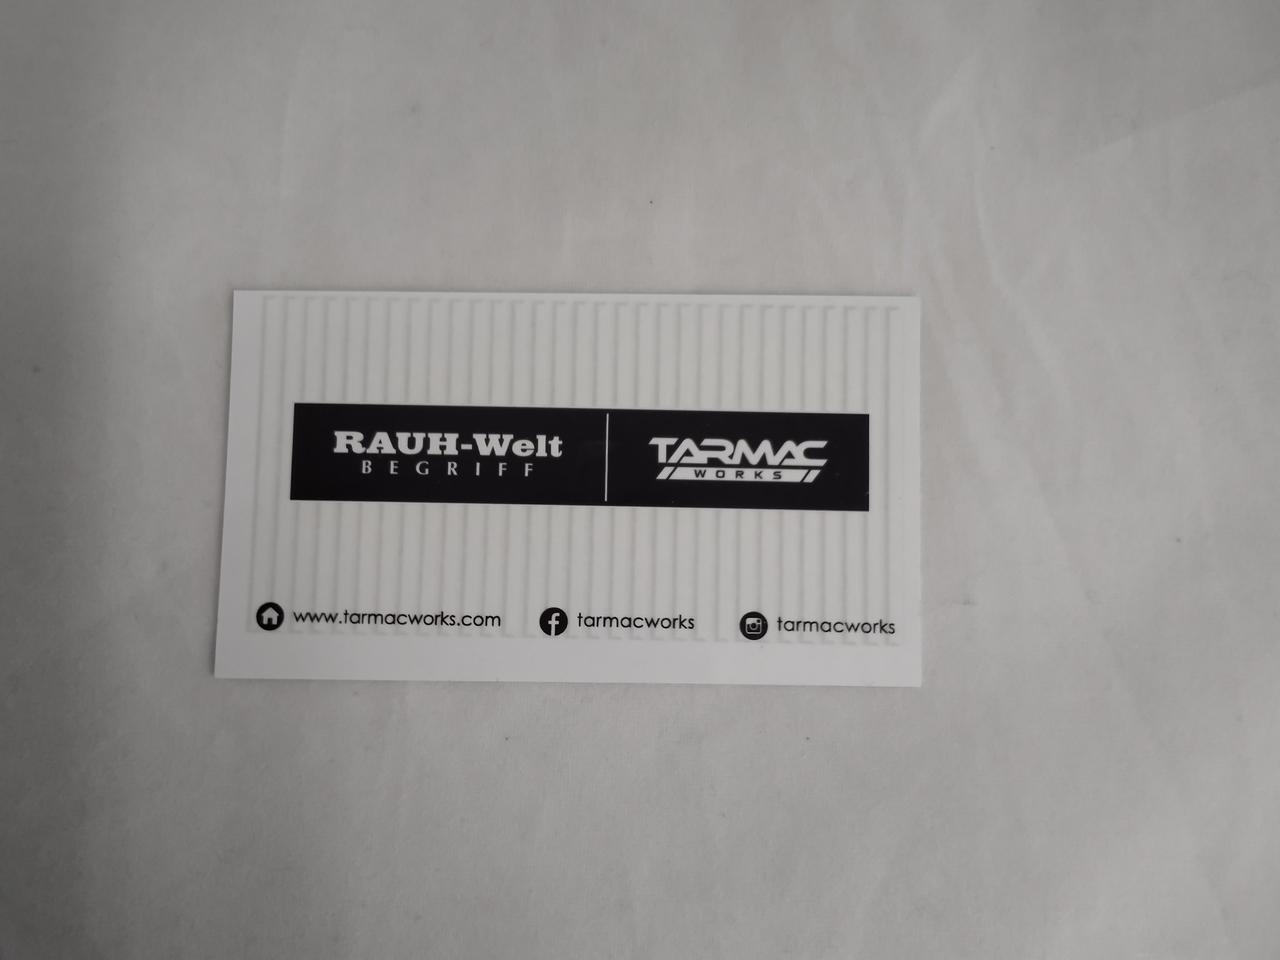 RAUH-Welt
BEGRIFF
TARMAC
WORKS
www.tarmacworks.com
tarmacworks
tarmacworks